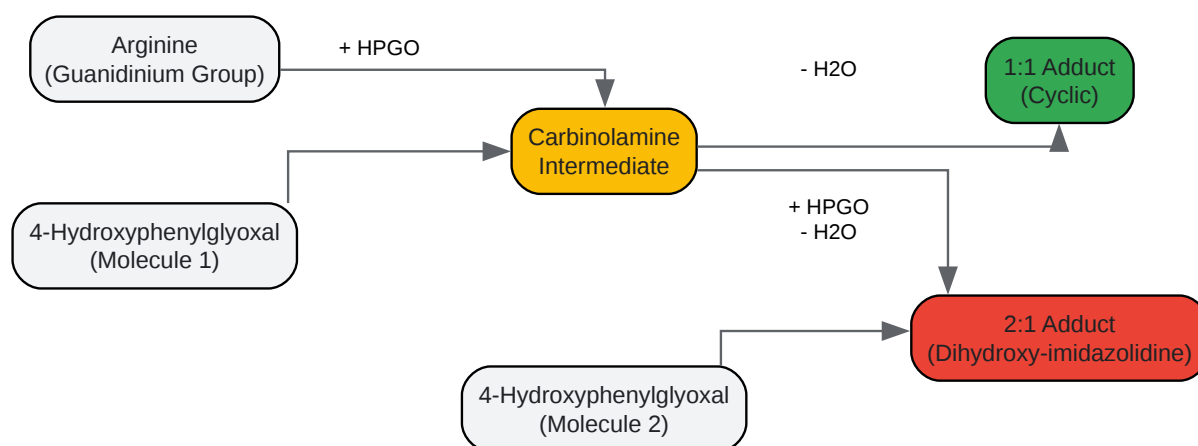 Arginine
(Guanidinium Group)
+ HPGO
- H2O
1:1 Adduct
(Cyclic)
Carbinolamine
Intermediate
4-Hydroxyphenylglyoxal
(Molecule 1)
+ HPGO
- H2O
2:1 Adduct
(Dihydroxy-imidazolidine)
4-Hydroxyphenylglyoxal
(Molecule 2)